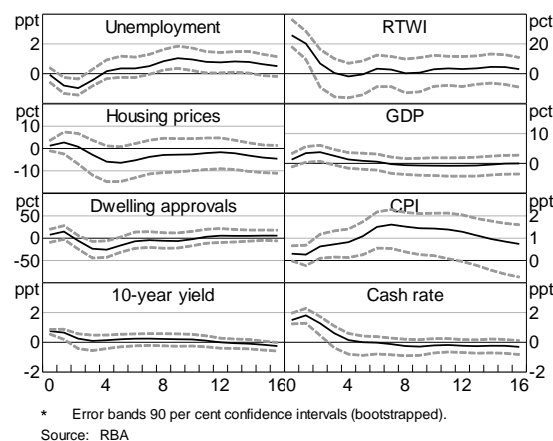 ppt Unemployment RTWI pct
2 20
0 0
pct Housing prices GDP pct
10 10
-10 0
pct Dwelling approvals CPI ppt
50 2
0 1
-50 0
ppt 10-year yield Cash rate ppt
2 2
0 0
-2 -2
0 4 8 12 16 0 4 8 12 16
* Error bands 90 per cent confidence intervals (bootstrapped).
Source: RBA